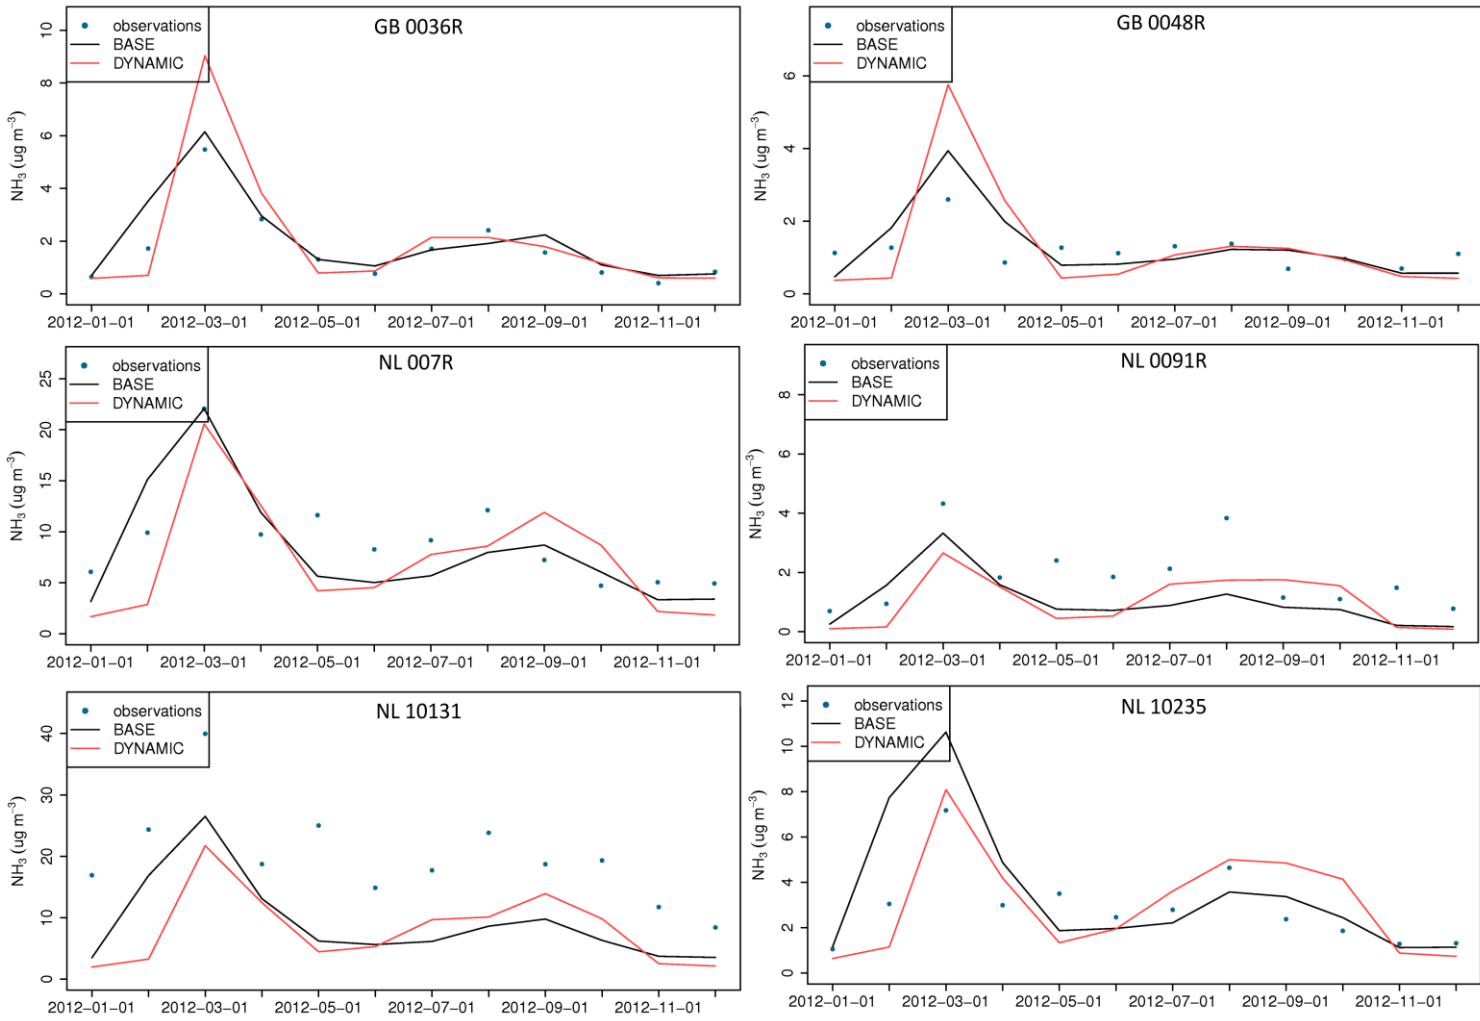 GB 0036R
observations
BASE
DYNAMIC
NH3 (ug m−3)
0 2 4 6 8 10
2012−01−01 2012−03−01 2012−05−01 2012−07−01 2012−09−01 2012−11−01
GB 0048R
observations
BASE
DYNAMIC
NH3 (ug m−3)
0 2 4 6
2012−01−01 2012−03−01 2012−05−01 2012−07−01 2012−09−01 2012−11−01
NL 007R
observations
BASE
DYNAMIC
NH3 (ug m−3)
0 5 10 15 20 25
2012−01−01 2012−03−01 2012−05−01 2012−07−01 2012−09−01 2012−11−01
NL 0091R
observations
BASE
DYNAMIC
NH3 (ug m−3)
0 2 4 6 8
2012−01−01 2012−03−01 2012−05−01 2012−07−01 2012−09−01 2012−11−01
NL 10131
observations
BASE
DYNAMIC
NH3 (ug m−3)
0 10 20 30 40
2012−01−01 2012−03−01 2012−05−01 2012−07−01 2012−09−01 2012−11−01
NL 10235
observations
BASE
DYNAMIC
NH3 (ug m−3)
0 2 4 6 8 10 12
2012−01−01 2012−03−01 2012−05−01 2012−07−01 2012−09−01 2012−11−01